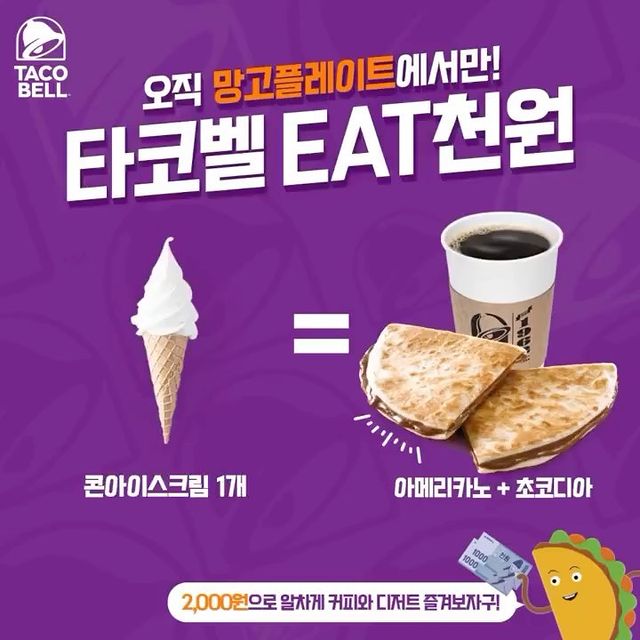 TACO
BELL
오직 망고플레이트에서만!
타코벨 EAT천원
콘아이스크림 1개
=
아메리카노 + 초코디아
1000
1000
2,000원으로 알차게 커피와 디저트 즐겨보자구!